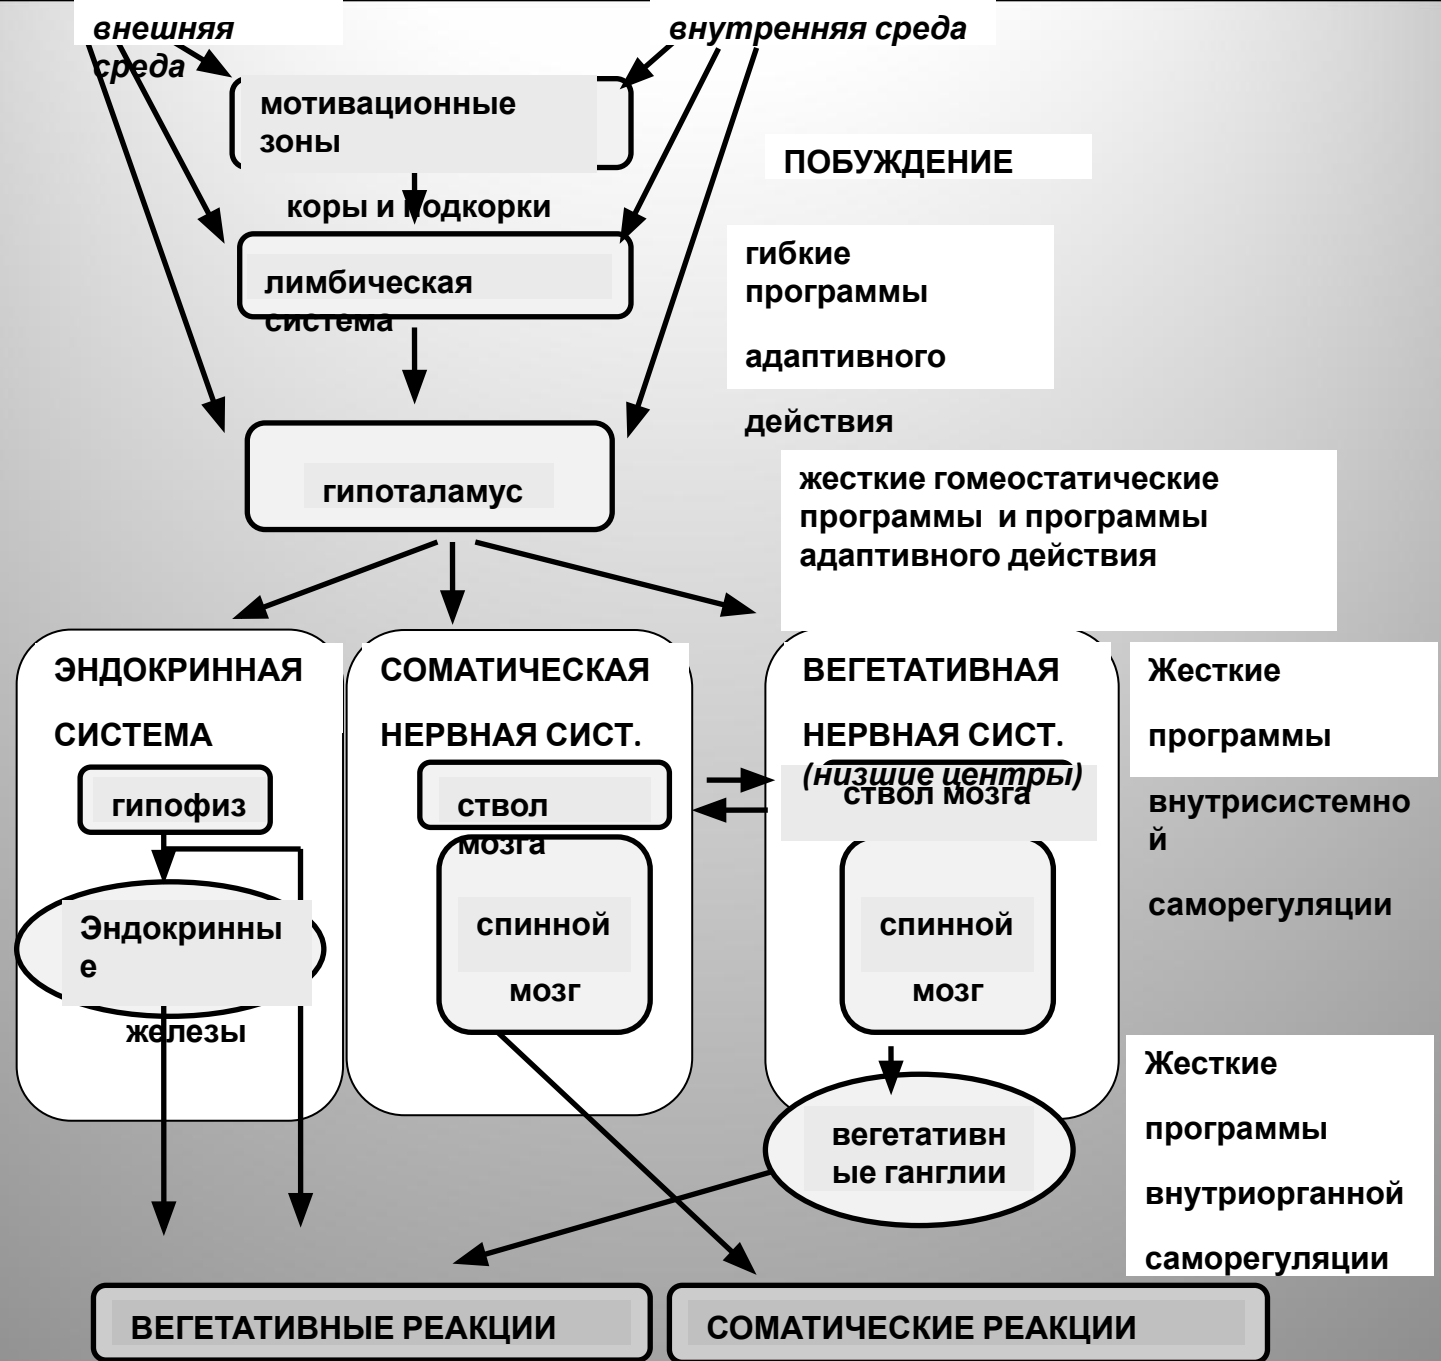 внешняя
среда
внутренняя среда
мотивационные
зоны
коры и подкорки
ПОБУЖДЕНИЕ
лимбическая
система
гибкие
программы
адаптивного
действия
гипоталамус
жесткие гомеостатические
программы и программы
адаптивного действия
ЭНДОКРИННАЯ
СИСТЕМА
гипофиз
Эндокринны
е
железы
СОМАТИЧЕСКАЯ
НЕРВНАЯ СИСТ.
ствол
мозга
спинной
мозг
ВЕГЕТАТИВНАЯ
НЕРВНАЯ СИСТ.
(низшие центры)
ствол мозга
спинной
мозг
вегетативн
ые ганглии
Жесткие
программы
внутрисистемно
й
саморегуляции
Жесткие
программы
внутриорганной
саморегуляции
ВЕГЕТАТИВНЫЕ РЕАКЦИИ
СОМАТИЧЕСКИЕ РЕАКЦИИ